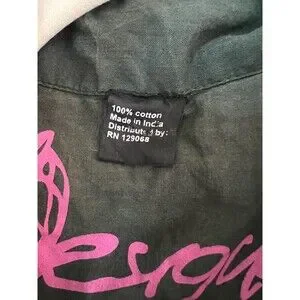 100% cotton
Made in India
Distributed by:
RN 129068